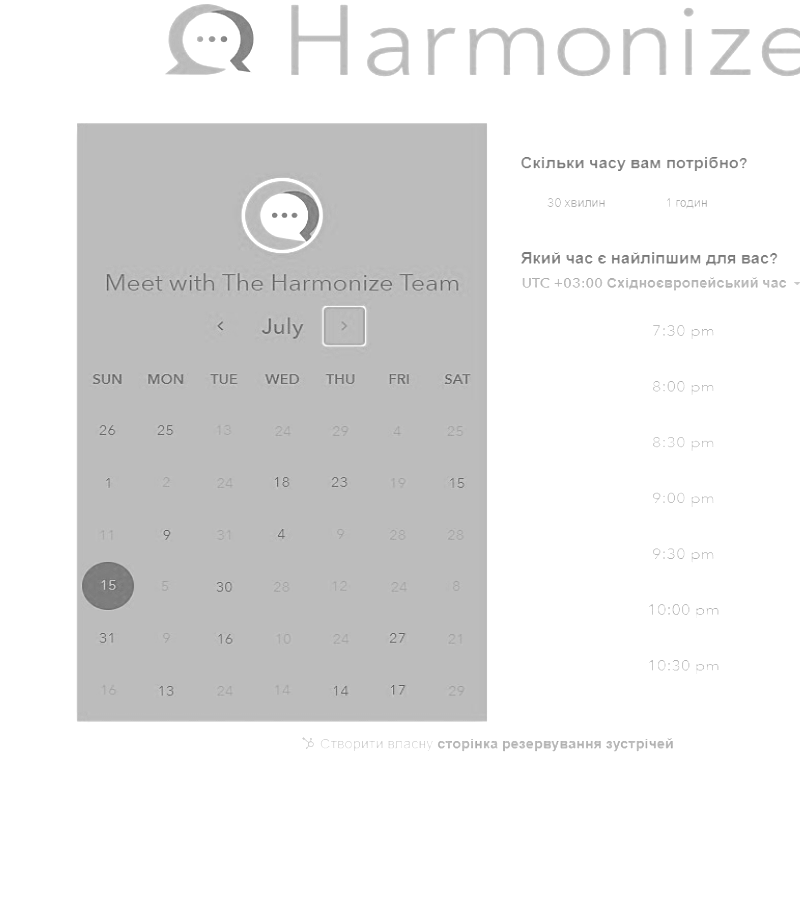 Harmonize
Meet with The Harmonize Team
July
SUN MON TUE WED THU FRI SAT
26 25 13 24 29 4 25
1 2 24 18 23 19 15
11 9 31 4 9 28 28
15 5 30 28 12 24 8
31 9 16 10 24 27 21
16 13 24 14 14 17 29
Скільки часу вам потрібно?
30 хвилин 1 годин
Який час є найліпшим для вас?
UTC +03:00 Східноєвропейський час
7:30 pm
8:00 pm
8:30 pm
9:00 pm
9:30 pm
10:00 pm
10:30 pm
Створити власну сторінка резервування зустрічей